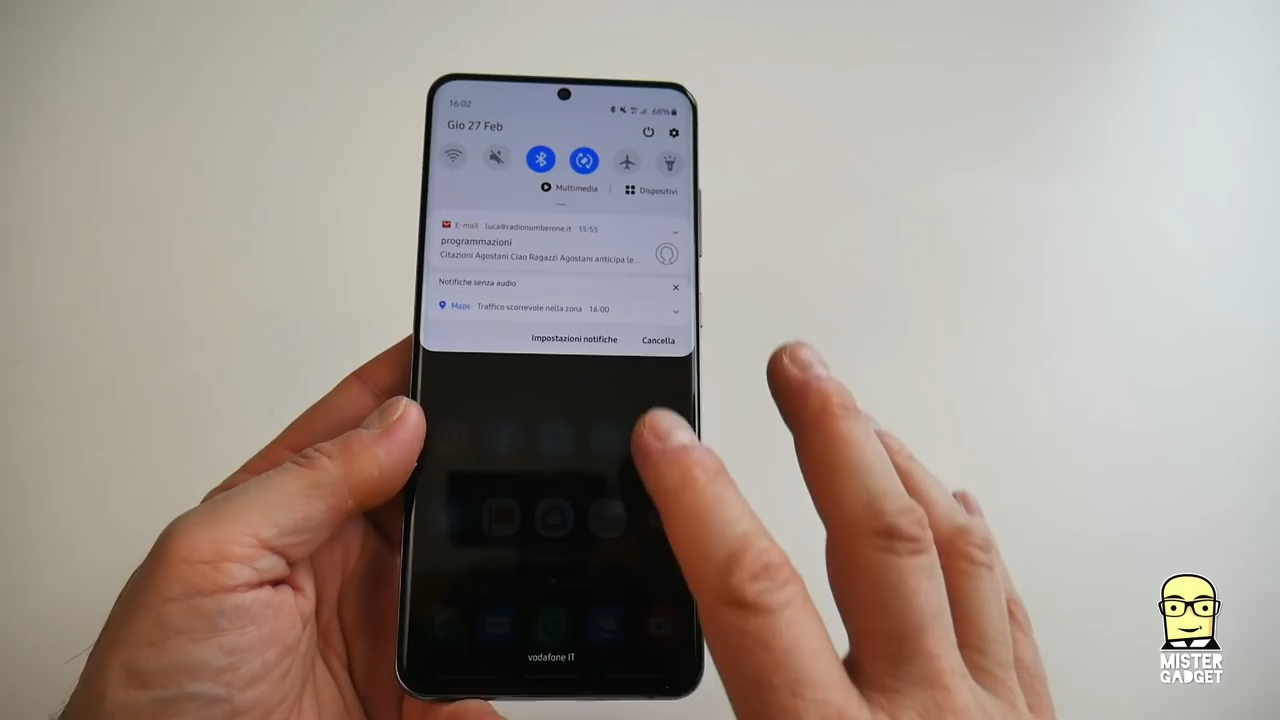 16:02
68%
Gio 27 Feb
Multimedia
Dispositivi
E-mail luca@radionumberone.it 15:55
programmazioni
Citazioni Agostani Ciao Ragazzi Agostani anticipa le ...
Notifiche senza audio
Maps Traffico scorrevole nella zona 16:00
Impostazioni notifiche Cancella
vodafone IT
MISTER
GADGET